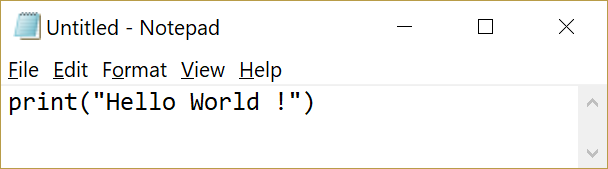 Untitled - Notepad
File Edit Format View Help
print("Hello World !")